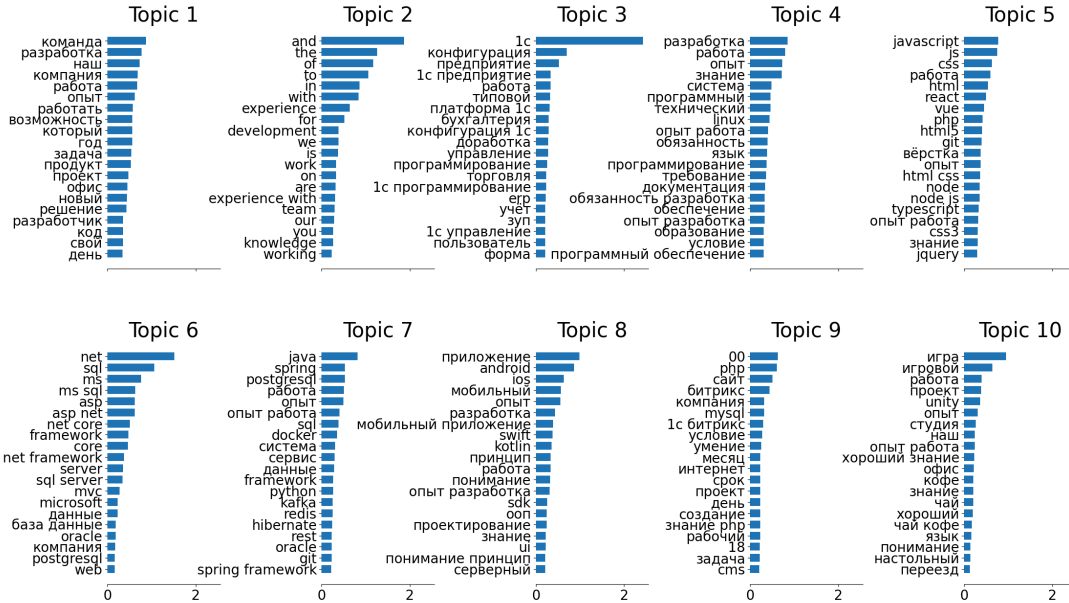 Topic 1
команда
разработка
наш
компания
работа
опыт
работать
возможность
который
год
задача
продукт
проект
офис
новый
решение
разработчик
код
свой
день
Topic 2
and
the
of
to
in
with
experience
for
development
we
is
work
on
are
experience with
team
our
you
knowledge
working
Topic 3
1c
конфигурация
предприятие
1с предприятие
работа
типовой
платформа 1с
бухгалтерия
конфигурация 1с
доработка
управление
программирование
торговля
1с программирование
erp
учёт
зуп
1с управление
пользователь
форма
Topic 4
разработка
работа
опыт
знание
система
программный
технический
linux
опыт работа
обязанность
язык
программирование
требование
документация
обязанность разработка
обеспечение
опыт разработка
образование
условие
программный обеспечение
Topic 5
javascript
js
css
работа
html
react
vue
php
html5
git
вёрстка
опыт
html css
node
node js
typescript
опыт работа
css3
знание
jquery
Topic 6
net
sql
ms
ms sql
asp
asp net
net core
framework
core
net framework
server
sql server
mvc
microsoft
данные
база данные
oracle
компания
postgresql
web
0
2
Topic 7
java
spring
postgresql
работа
опыт
опыт работа
sql
docker
система
сервис
данные
framework
python
kafka
redis
hibernate
rest
oracle
git
spring framework
0
2
Topic 8
приложение
android
ios
мобильный
опыт
разработка
мобильный приложение
swift
kotlin
принцип
работа
понимание
опыт разработка
sdk
ооп
проектирование
знание
ui
понимание принцип
серверный
0
2
Topic 9
00
php
сайт
битрикс
компания
mysql
1с битрикс
условие
умение
месяц
интернет
срок
проект
день
создание
знание php
рабочий
18
задача
cms
0
2
Topic 10
игра
игровой
работа
проект
unity
опыт
студия
наш
опыт работа
хороший знание
офис
кофе
знание
чай
хороший
чай кофе
язык
понимание
настольный
переезд
0
2